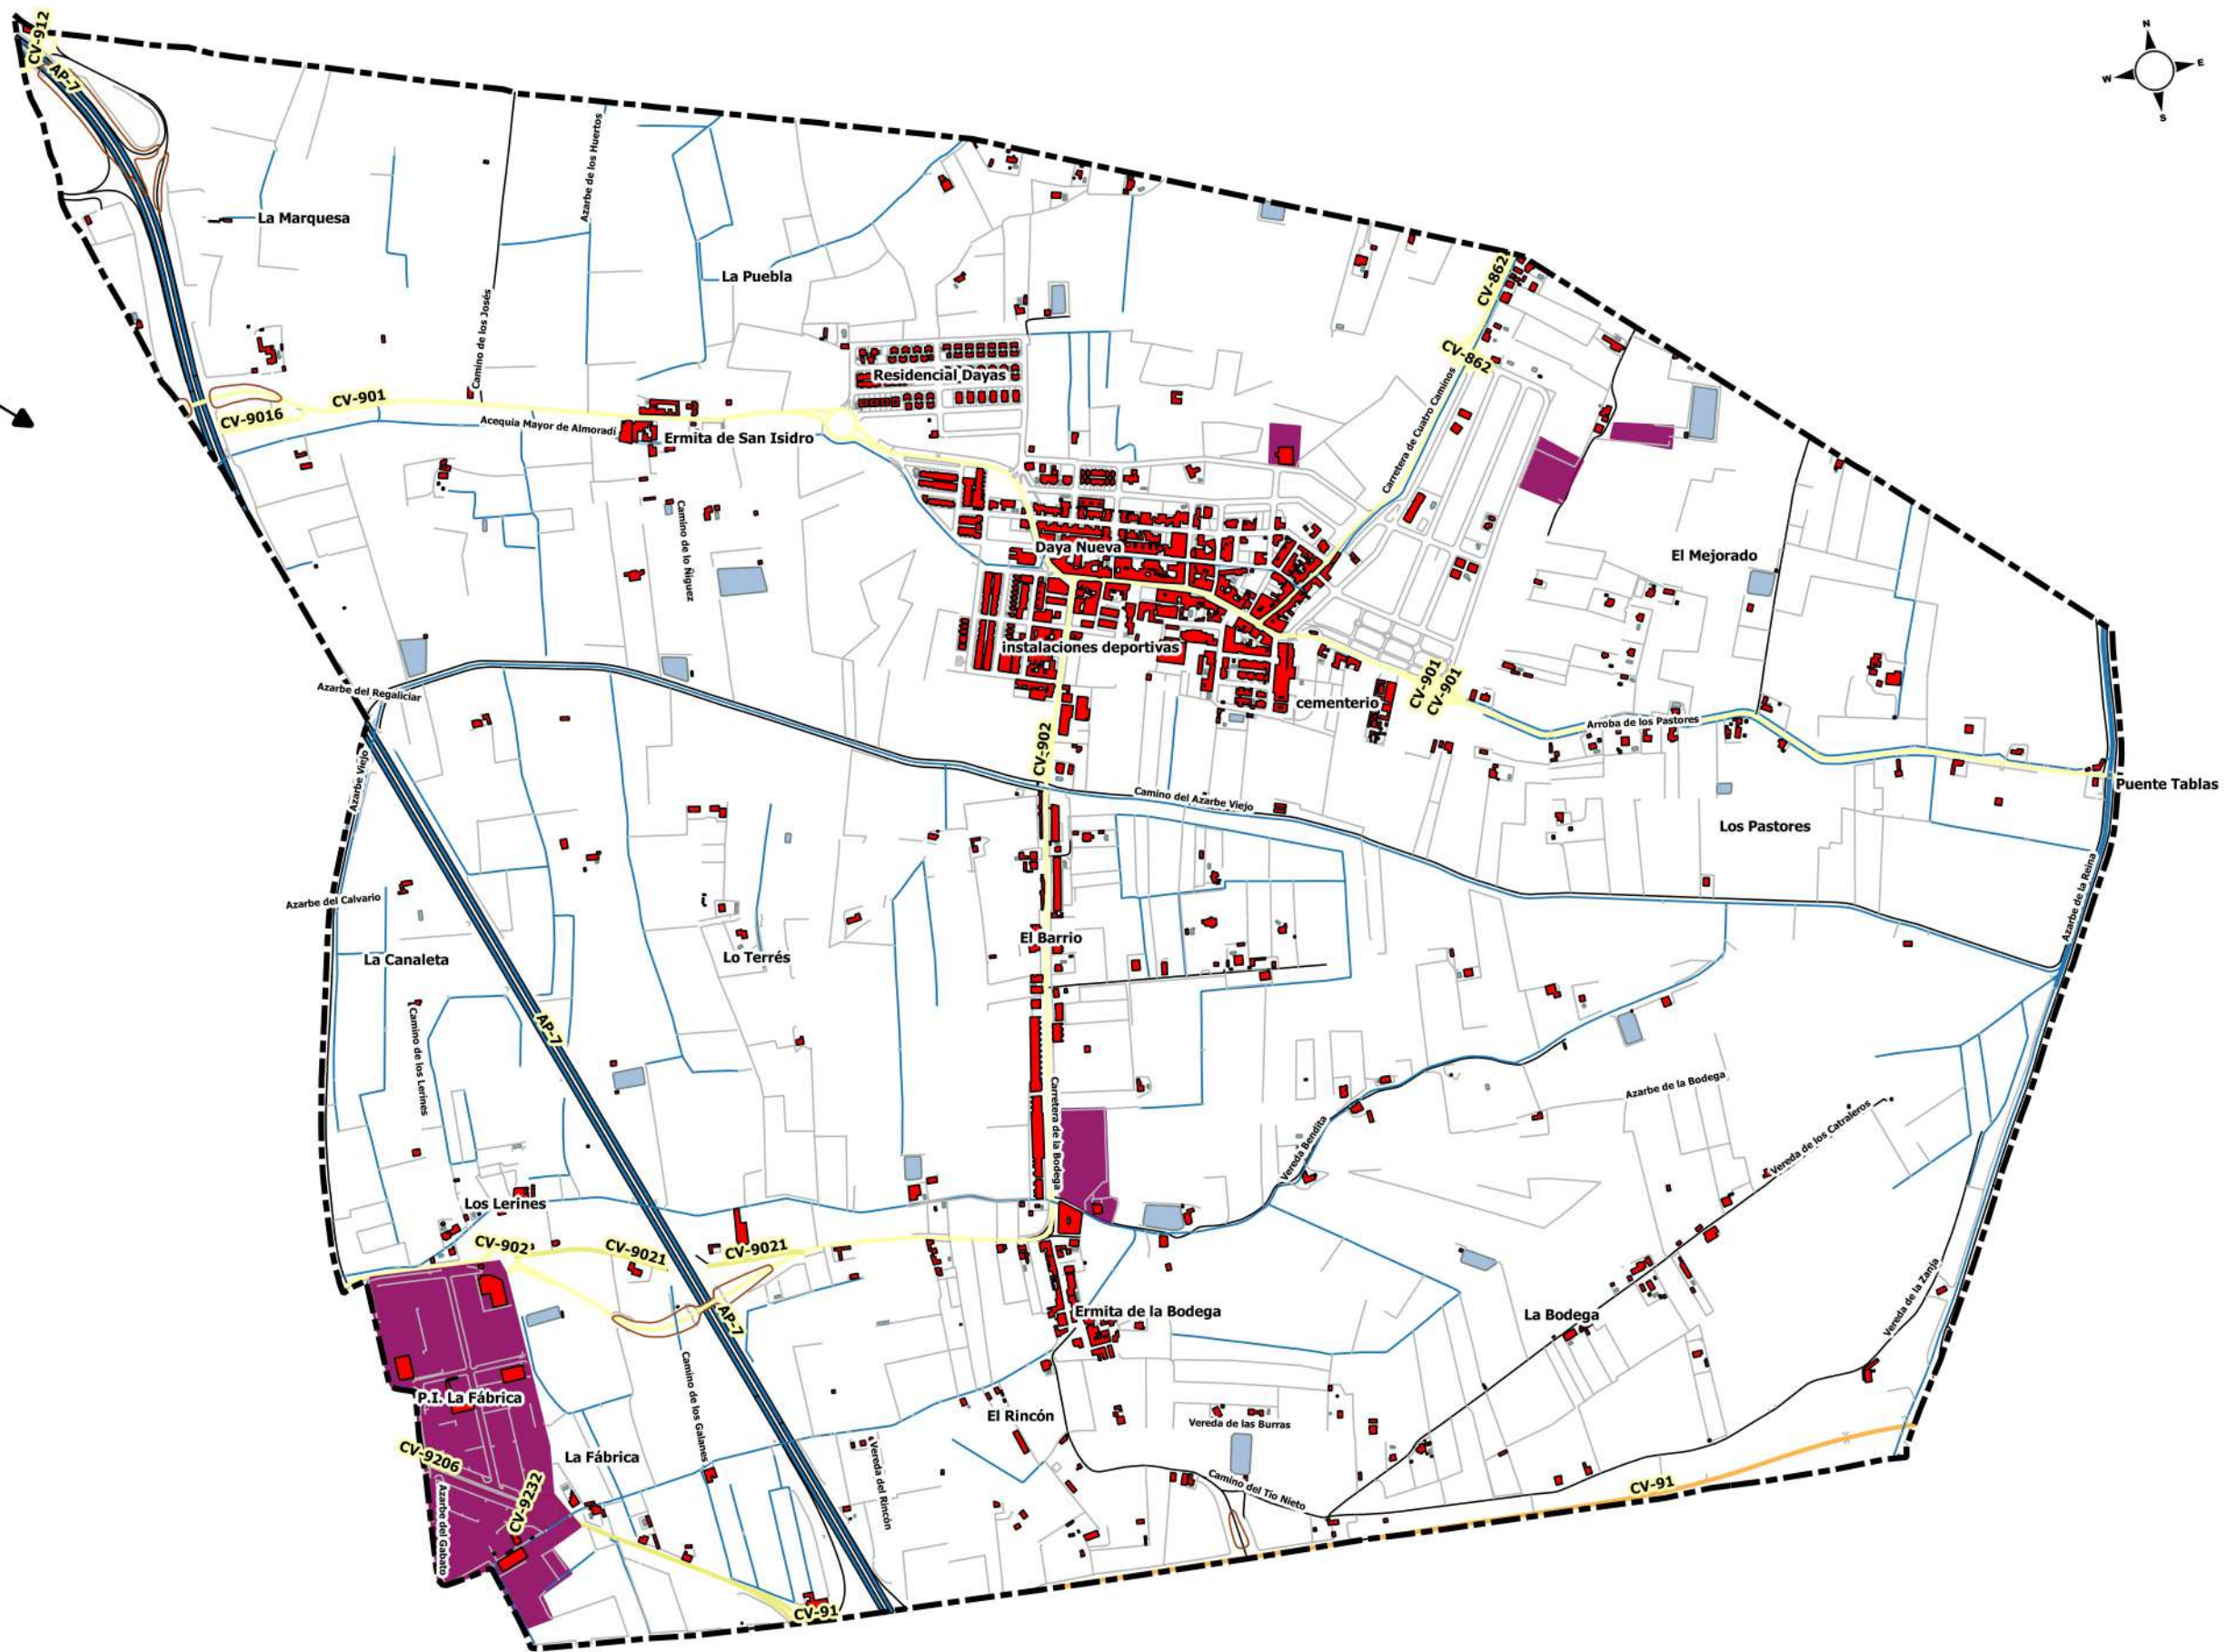 CV-912
AP-7
N
W
E
S
La Marquesa
Azarbe de los Huertos
La Puebla
CV-862
Camino de los Josés
CV-862
Residencial Dayas
CV-901
CV-9016
Acequia Mayor de Almoradí
Ermita de San Isidro
Carretera de Cuatro Caminos
Camino de lo Ñiguez
Daya Nueva
El Mejorado
instalaciones deportivas
CV-901
CV-901
cementerio
Azarbe del Regaliciar
Arroba de los Pastores
CV-902
Azarbe Viejo
Camino del Azarbe Viejo
Puente Tablas
Los Pastores
Azarbe del Calvario
Azarbe de la Reina
El Barrio
La Canaleta
Lo Terrés
AP-7
Camino de los Lerines
Carretera de la Bodega
Azarbe de la Bodega
Vereda Bendita
Vereda de los Catraleros
Los Lerines
CV-902
CV-9021
CV-9021
Vereda de la Zanja
AP-7
Ermita de la Bodega
La Bodega
Camino de los Galanes
P.I. La Fábrica
El Rincón
Vereda de las Burras
CV-9206
La Fábrica
Vereda del Rincón
CV-9232
Camino del Tío Nieto
CV-91
Azarbe del Gabato
CV-91